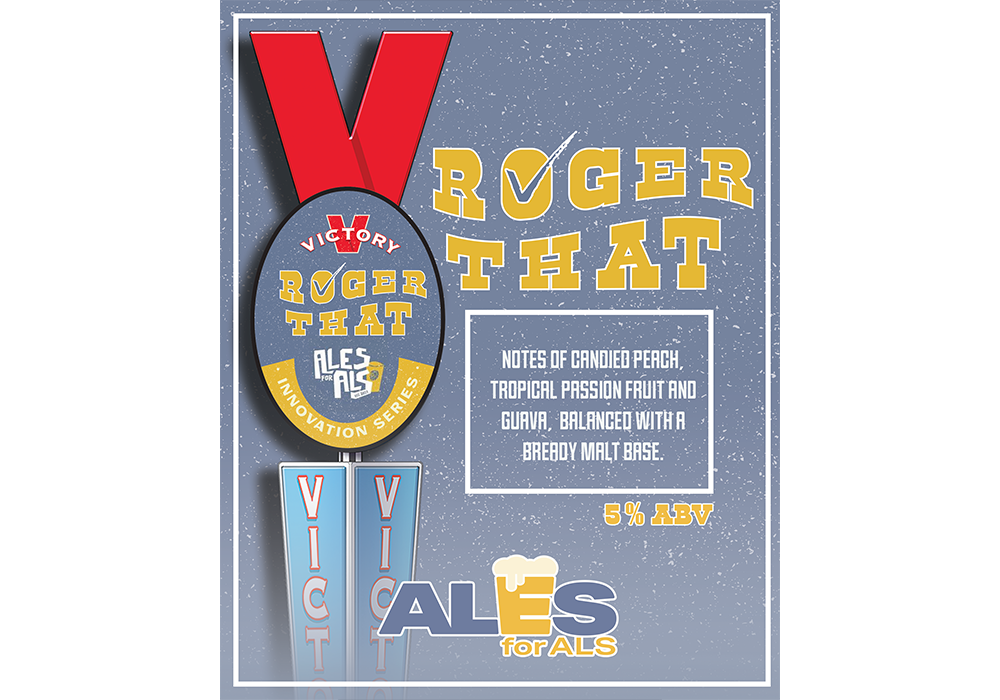 VICTORY
ROGER
THAT
ALES
FOR
ALS
INNOVATION SERIES
VICT
VICT
ROGER
THAT
NOTES OF CANDIED PEACH,
TROPICAL PASSION FRUIT AND
GUAVA, BALANCED WITH A
BREADY MALT BASE.
5% ABV
ALES
for ALS